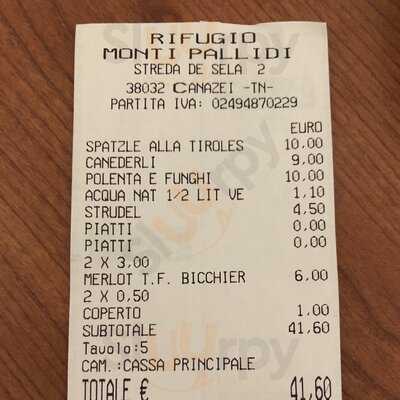 RIFUGIO
MONTI PALLIDI
STREDA DE SELA 2
38032 CANAZEI -TN-
PARTITA IVA: 02494870229
EURO
SPATZLE ALLA TIROLES 10.00
CANEDERLI 9,00
POLENTA E FUNGHI 10.00
ACQUA NAT 1/2 LIT VE 1,10
STRUDEL 4,50
PIATTI 0,00
PIATTI 0,00
2 X 3,00
MERLOT T.F. BICCHIER 6,00
2 X 0,50
COPERTO 1.00
SUBTOTALE 41,60
Tavolo:5
CAM.:CASSA PRINCIPALE
TOTALE € 41,60